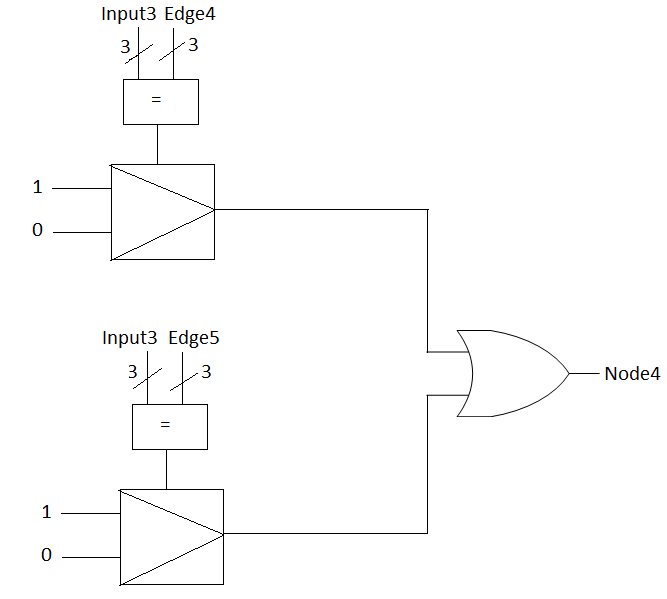 Input3 Edge4
3 3
=
1
0
Input3 Edge5
3 3
=
1
0
Node4